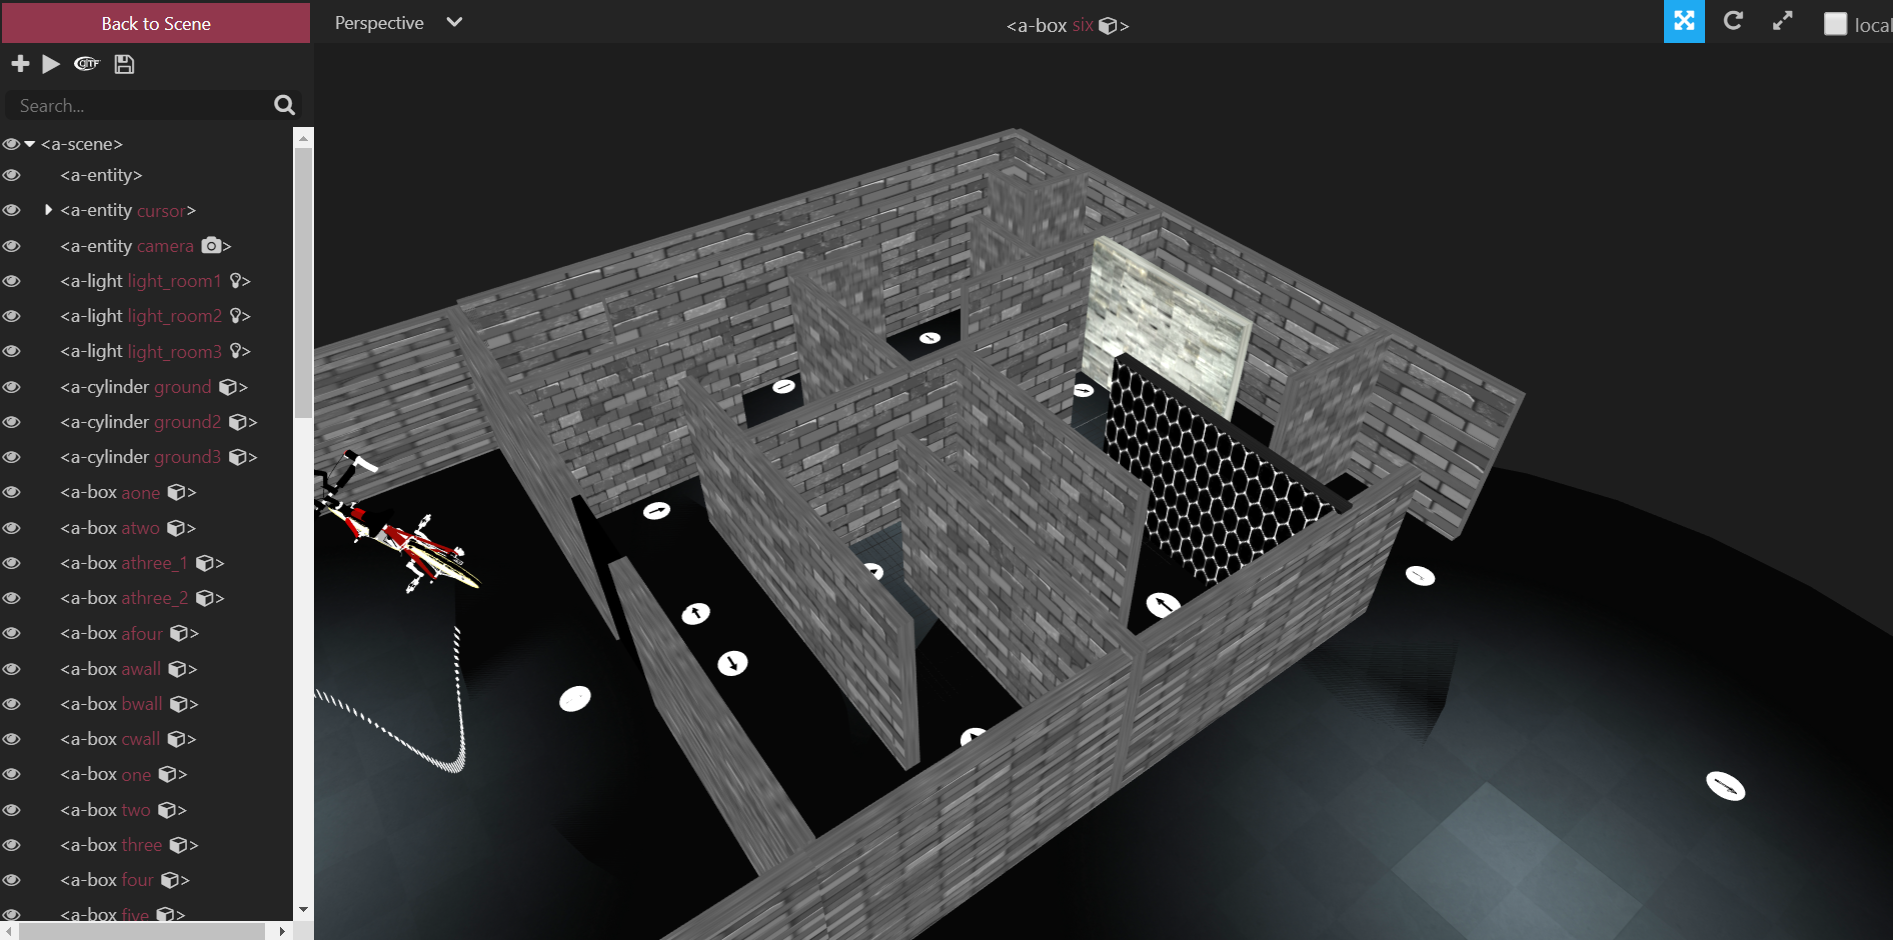 Back to Scene
Perspective
<a-box six>
local
glTF
Search...
<a-scene>
<a-entity>
<a-entity cursor>
<a-entity camera>
<a-light light_room1>
<a-light light_room2>
<a-light light_room3>
<a-cylinder ground>
<a-cylinder ground2>
<a-cylinder ground3>
<a-box aone>
<a-box atwo>
<a-box athree_1>
<a-box athree_2>
<a-box afour>
<a-box awall>
<a-box bwall>
<a-box cwall>
<a-box one>
<a-box two>
<a-box three>
<a-box four>
<a-box five>